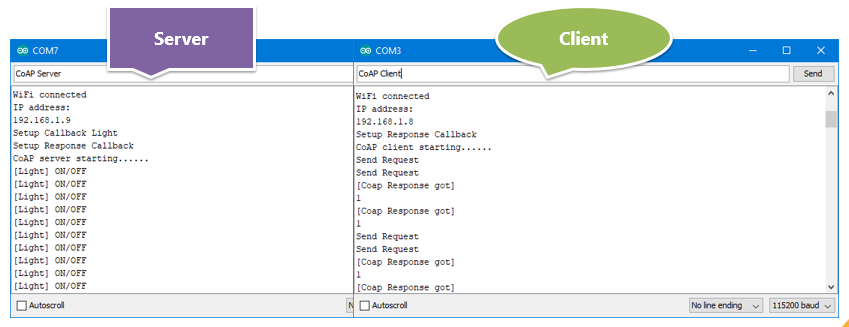 Server
Client
COM7
CoAP Server
WiFi connected
IP address:
192.168.1.9
Setup Callback Light
Setup Response Callback
CoAP server starting......
[Light] ON/OFF
[Light] ON/OFF
[Light] ON/OFF
[Light] ON/OFF
[Light] ON/OFF
[Light] ON/OFF
[Light] ON/OFF
[Light] ON/OFF
[Light] ON/OFF
[Light] ON/OFF
Autoscroll
N
COM3
CoAP Client
Send
WiFi connected
IP address:
192.168.1.8
Setup Response Callback
CoAP client starting......
Send Request
Send Request
[Coap Response got]
1
[Coap Response got]
1
Send Request
Send Request
[Coap Response got]
1
[Coap Response got]
Autoscroll
No line ending
115200 baud